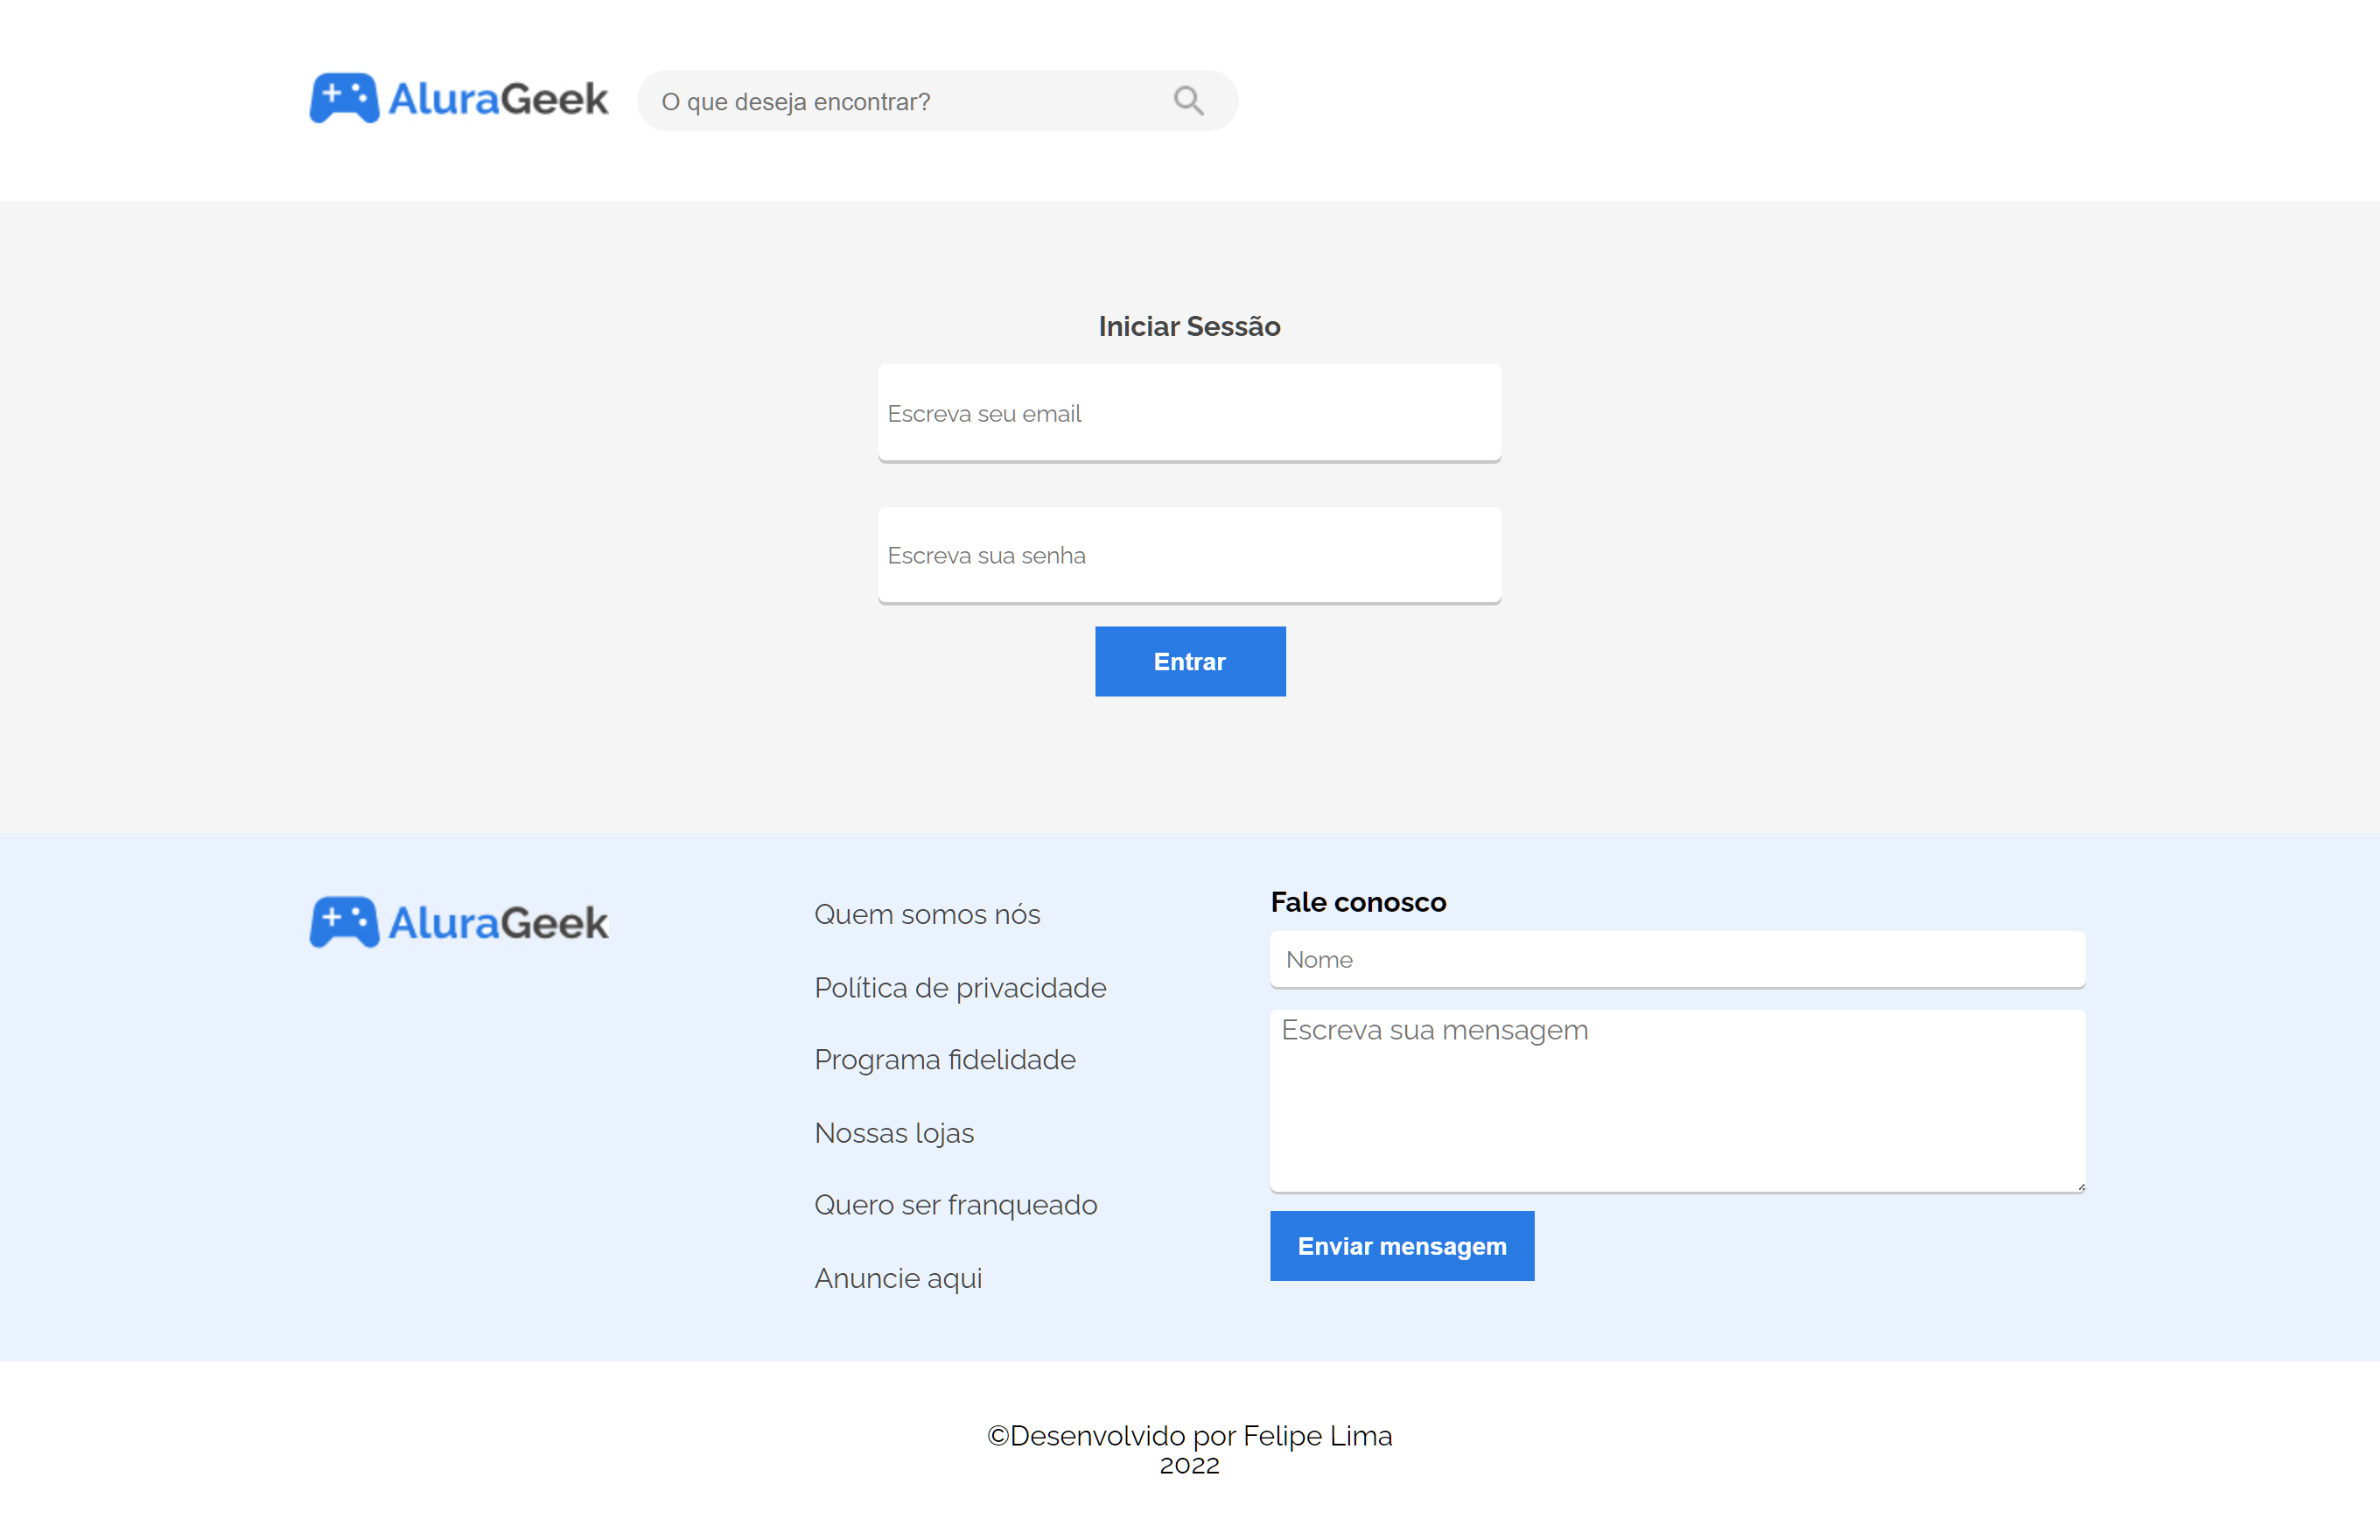 AluraGeek
O que deseja encontrar?
Iniciar Sessão
Escreva seu email
Escreva sua senha
Entrar
AluraGeek
Quem somos nós
Política de privacidade
Programa fidelidade
Nossas lojas
Quero ser franqueado
Anuncie aqui
Fale conosco
Nome
Escreva sua mensagem
Enviar mensagem
©Desenvolvido por Felipe Lima
2022